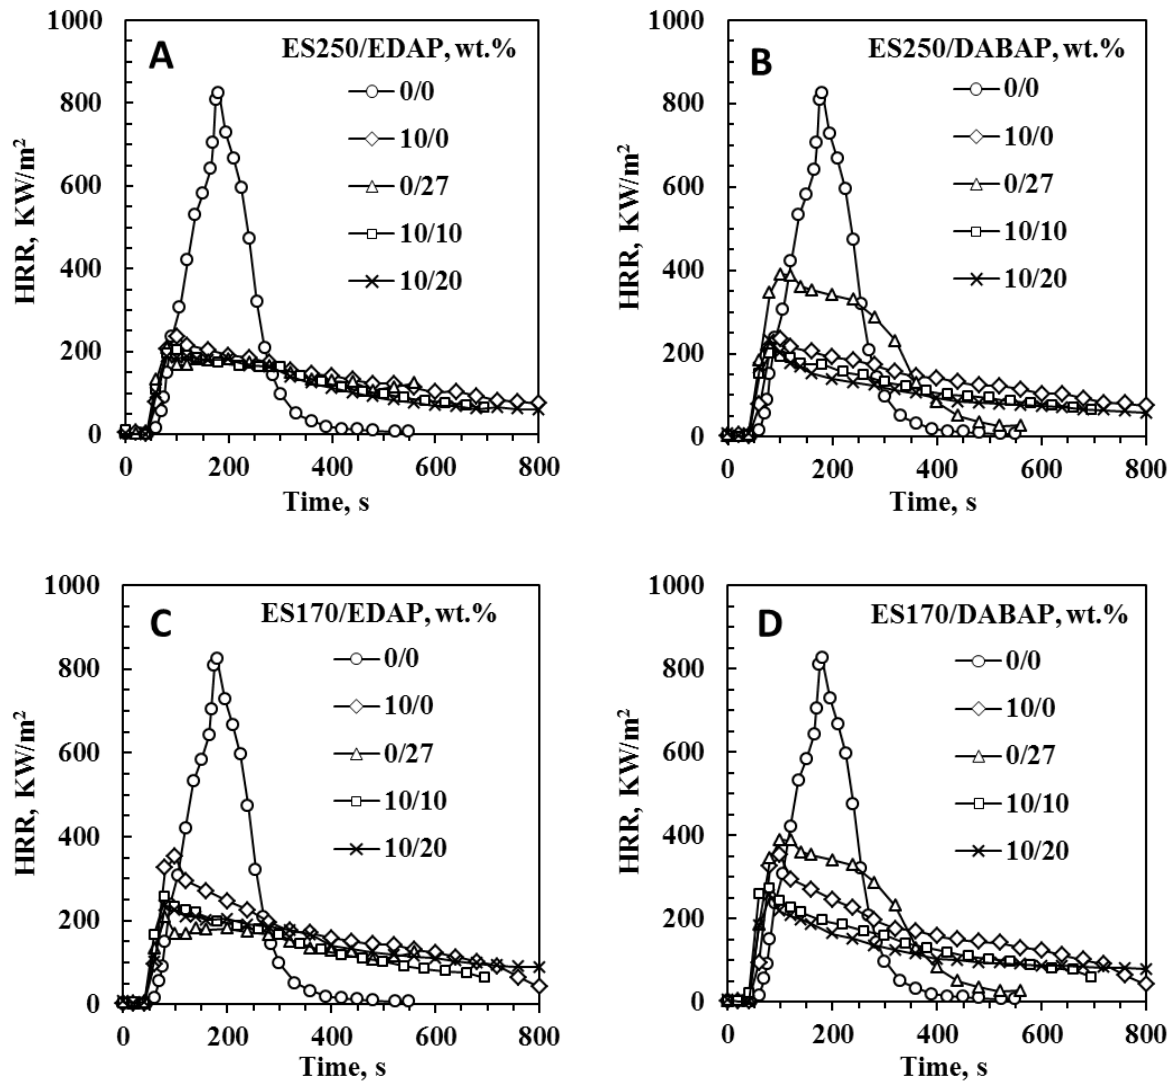 A
ES250/EDAP, wt.%
0/0
10/0
0/27
10/10
10/20
HRR, KW/m²
1000
800
600
400
200
0
0 200 400 600 800
Time, s
B
ES250/DABAP, wt.%
0/0
10/0
0/27
10/10
10/20
HRR, KW/m²
1000
800
600
400
200
0
0 200 400 600 800
Time, s
C
ES170/EDAP, wt.%
0/0
10/0
0/27
10/10
10/20
HRR, KW/m²
1000
800
600
400
200
0
0 200 400 600 800
Time, s
D
ES170/DABAP, wt.%
0/0
10/0
0/27
10/10
10/20
HRR, KW/m²
1000
800
600
400
200
0
0 200 400 600 800
Time, s